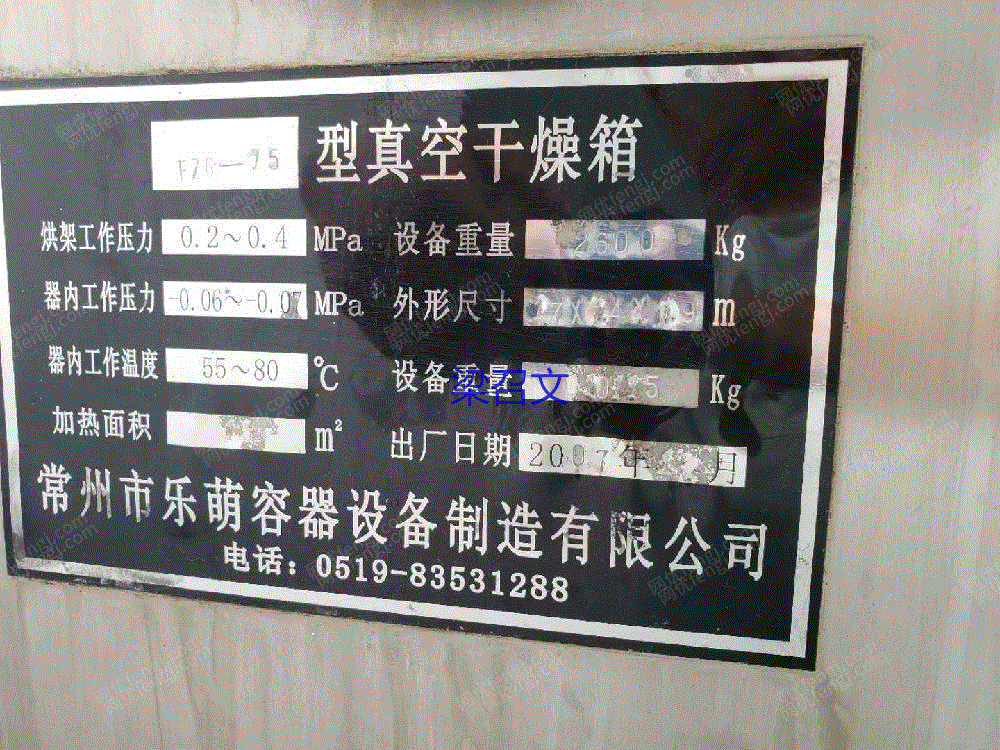 型真空干燥箱
烘架工作压力 0.2～0.4 MPa 设备重量 2600 Kg
器内工作压力 -0.06～-0.07 MPa 外形尺寸 m
器内工作温度 55～80 ℃ 设备重量 Kg
加热面积 m² 出厂日期 2007年 月
常州市乐萌容器设备制造有限公司
电话：0519-83531288
梁召文